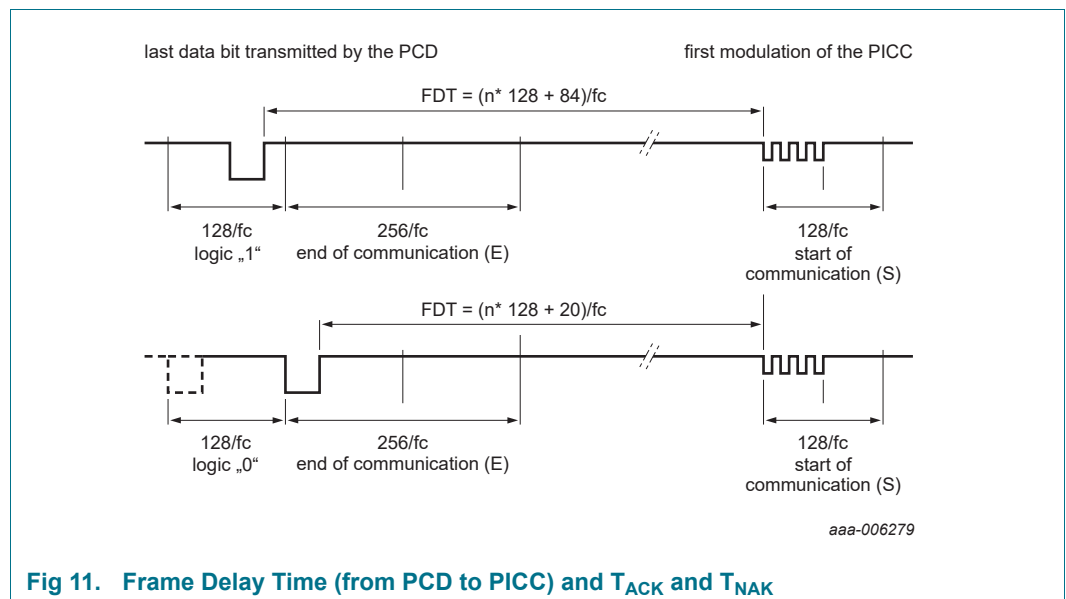 last data bit transmitted by the PCD
first modulation of the PICC
FDT = (n* 128 + 84)/fc
128/fc
logic „1“
256/fc
end of communication (E)
128/fc
start of
communication (S)
FDT = (n* 128 + 20)/fc
128/fc
logic „0“
256/fc
end of communication (E)
128/fc
start of
communication (S)
aaa-006279
Fig 11. Frame Delay Time (from PCD to PICC) and TACK and TNAK